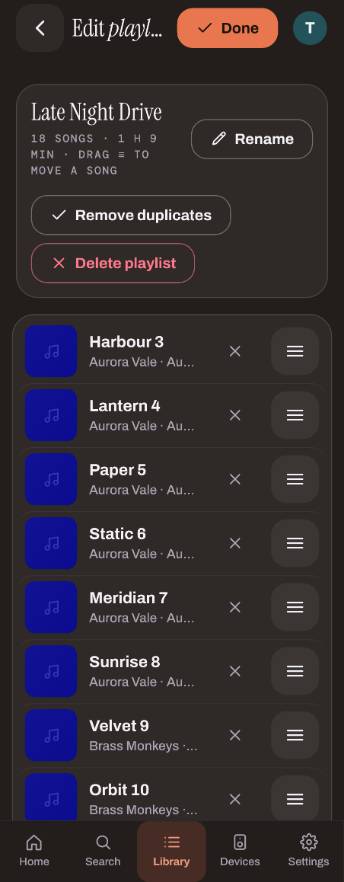 Edit playl...
Done
T
Late Night Drive
18 SONGS · 1 H 9
MIN · DRAG ≡ TO
MOVE A SONG
Rename
Remove duplicates
Delete playlist
Harbour 3
Aurora Vale · Au...
Lantern 4
Aurora Vale · Au...
Paper 5
Aurora Vale · Au...
Static 6
Aurora Vale · Au...
Meridian 7
Aurora Vale · Au...
Sunrise 8
Aurora Vale · Au...
Velvet 9
Brass Monkeys ·...
Orbit 10
Brass Monkeys · Au...
Home
Search
Library
Devices
Settings